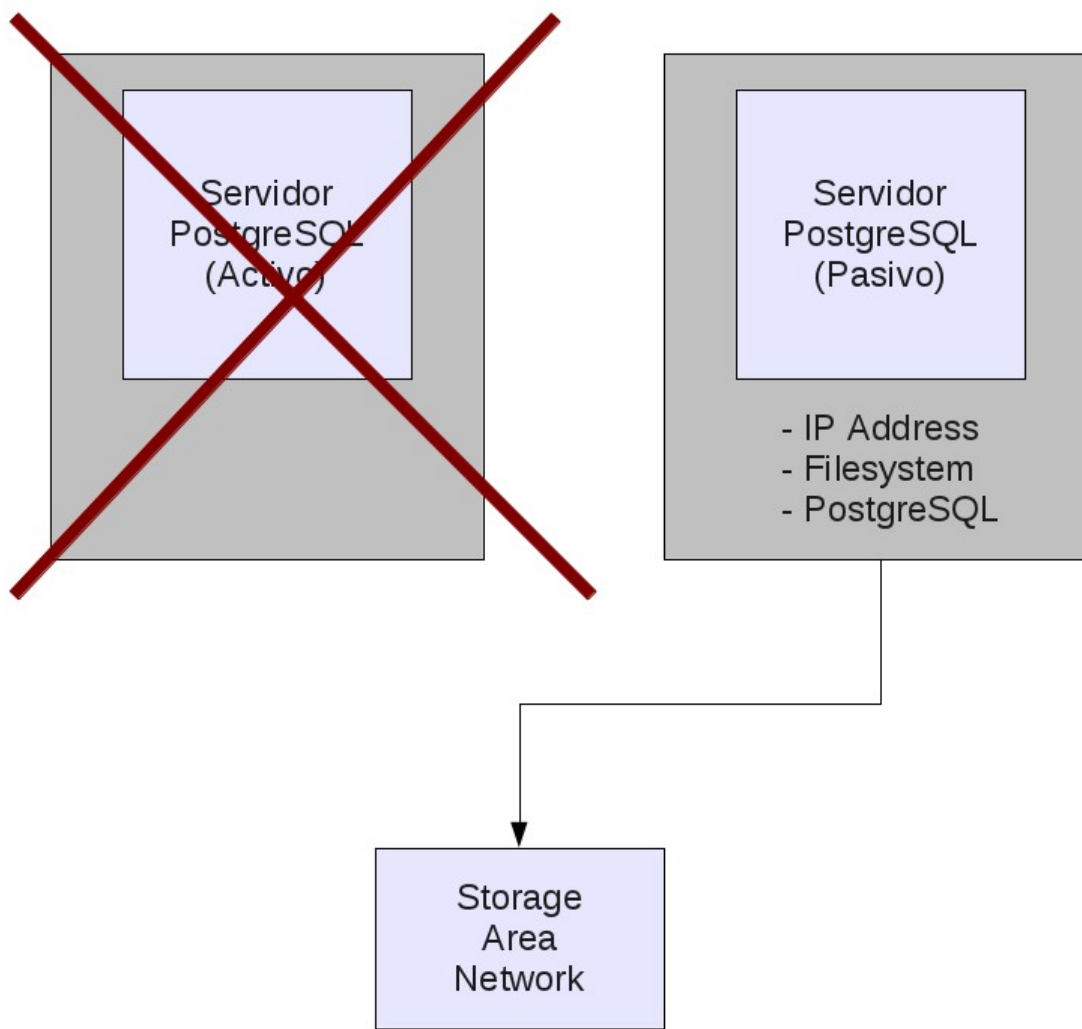 Servidor
PostgreSQL
(Activo)
Servidor
PostgreSQL
(Pasivo)
- IP Address
- Filesystem
- PostgreSQL
Storage
Area
Network